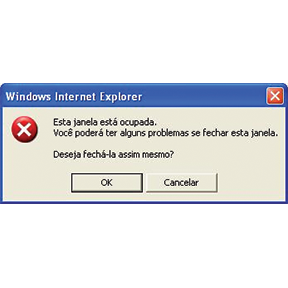 Windows Internet Explorer
Esta janela está ocupada.
Você poderá ter alguns problemas se fechar esta janela.
Deseja fechá-la assim mesmo?
OK
Cancelar